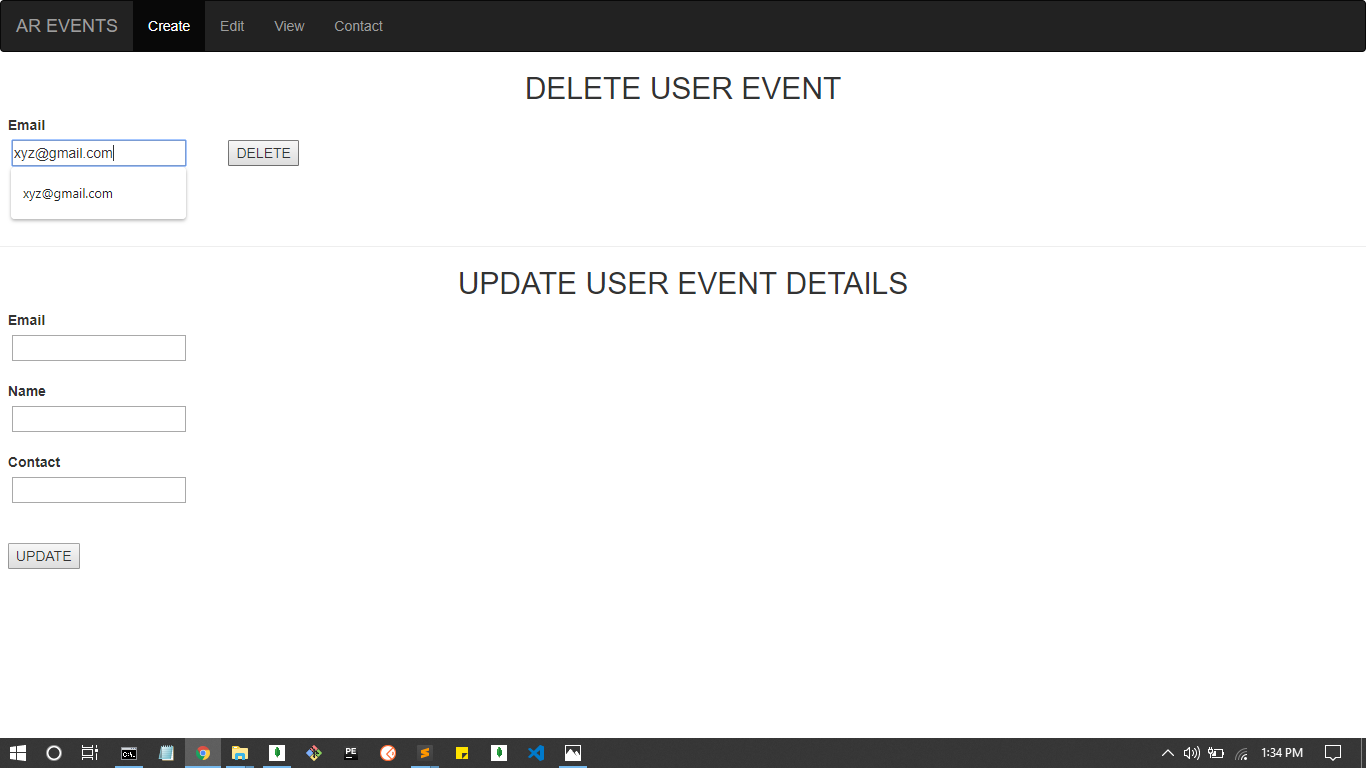 AR EVENTS Create Edit View Contact
DELETE USER EVENT
Email
xyz@gmail.com DELETE
xyz@gmail.com
UPDATE USER EVENT DETAILS
Email
Name
Contact
UPDATE
C:\. PE S 1:34 PM